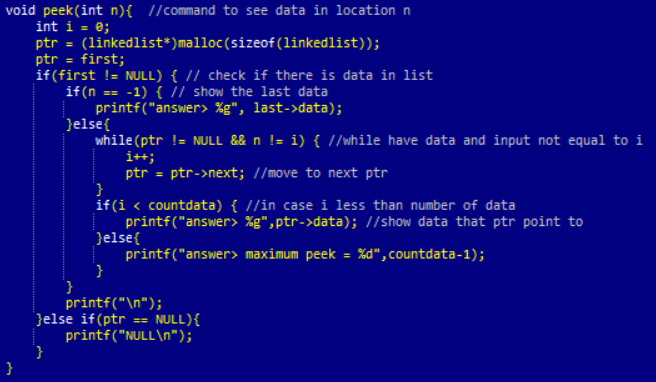 void peek(int n){  //command to see data in location n
    int i = 0;
    ptr = (linkedlist*)malloc(sizeof(linkedlist));
    ptr = first;
    if(first != NULL) { // check if there is data in list
        if(n == -1) { // show the last data
            printf("answer> %g", last->data);
        }else{
            while(ptr != NULL && n != i) { //while have data and input not equal to i
                i++;
                ptr = ptr->next; //move to next ptr
            }
            if(i < countdata) { //in case i less than number of data
                printf("answer> %g",ptr->data); //show data that ptr point to
            }else{
                printf("answer> maximum peek = %d",countdata-1);
            }
        }
        printf("\n");
    }else if(ptr == NULL){
        printf("NULL\n");
    }
}